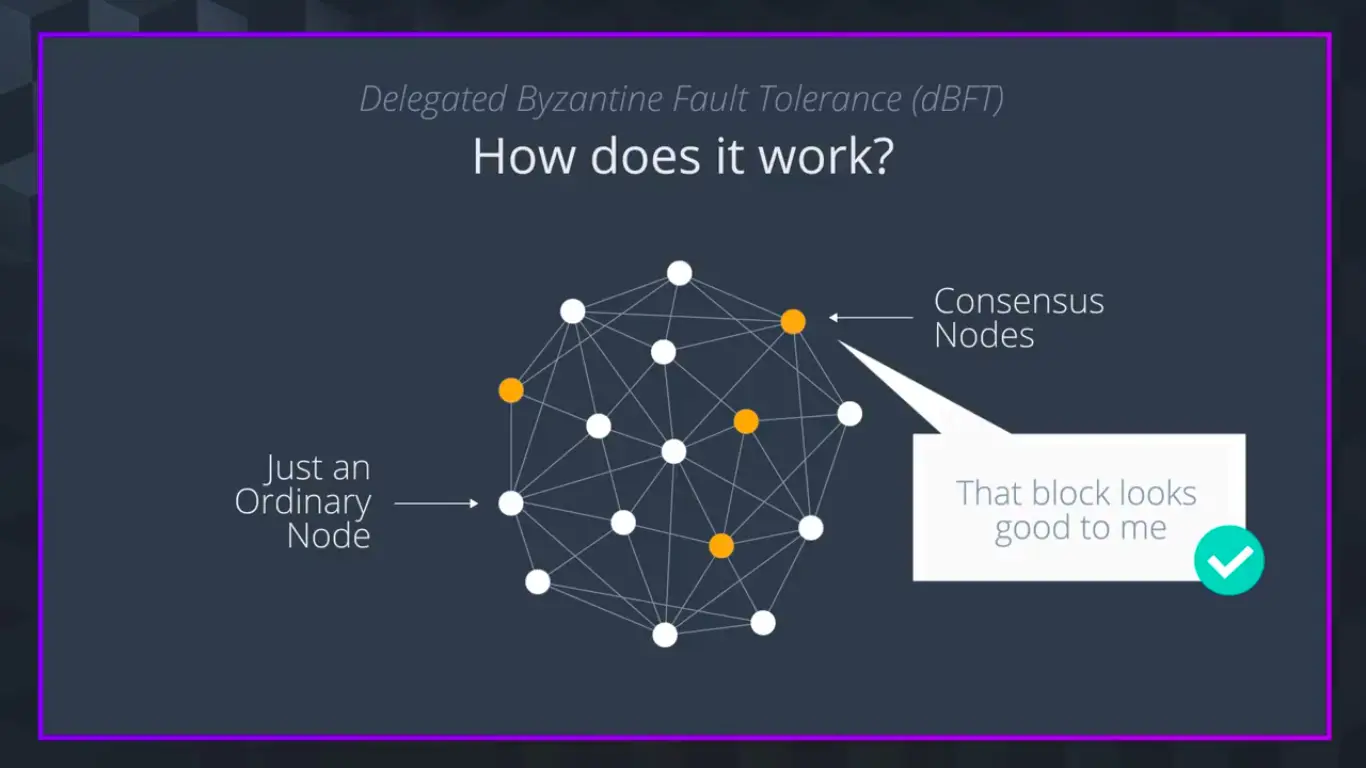 Delegated Byzantine Fault Tolerance (dBFT)
How does it work?
Consensus
Nodes
Just an
Ordinary
Node
That block looks
good to me